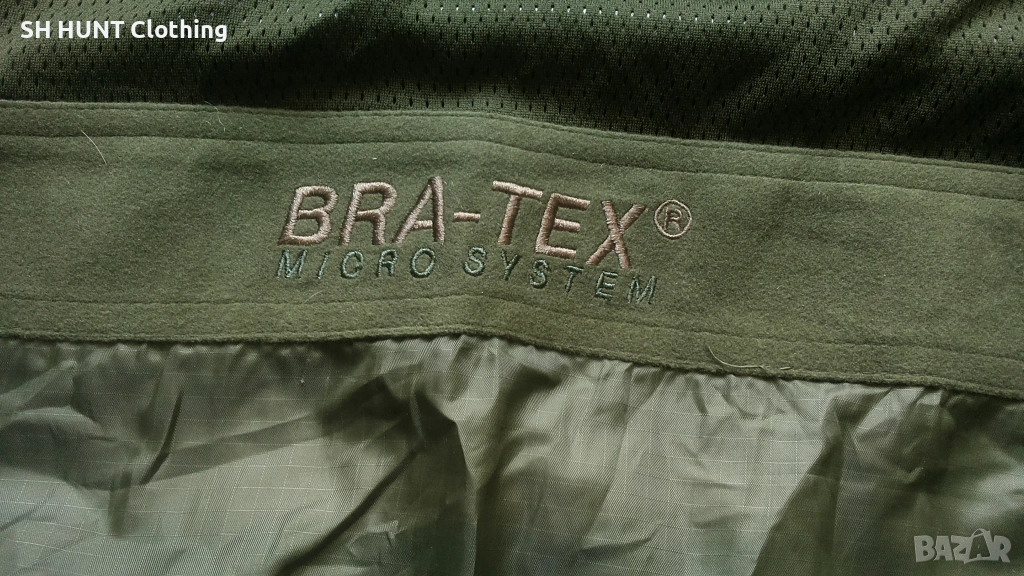 SH HUNT Clothing
BRA-TEX®
MICRO SYSTEM
BAZAR